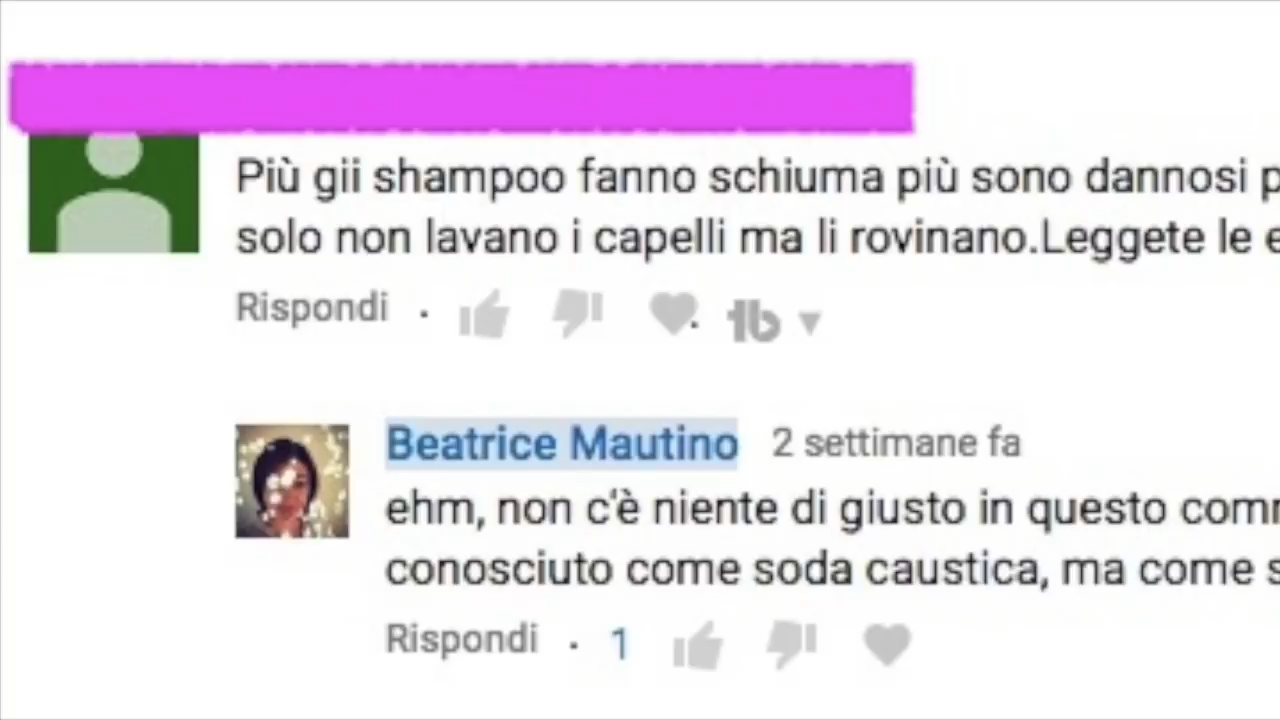 Più gii shampoo fanno schiuma più sono dannosi p
solo non lavano i capelli ma li rovinano.Leggete le e
Rispondi .
Beatrice Mautino 2 settimane fa
ehm, non c'è niente di giusto in questo comm
conosciuto come soda caustica, ma come s
Rispondi . 1